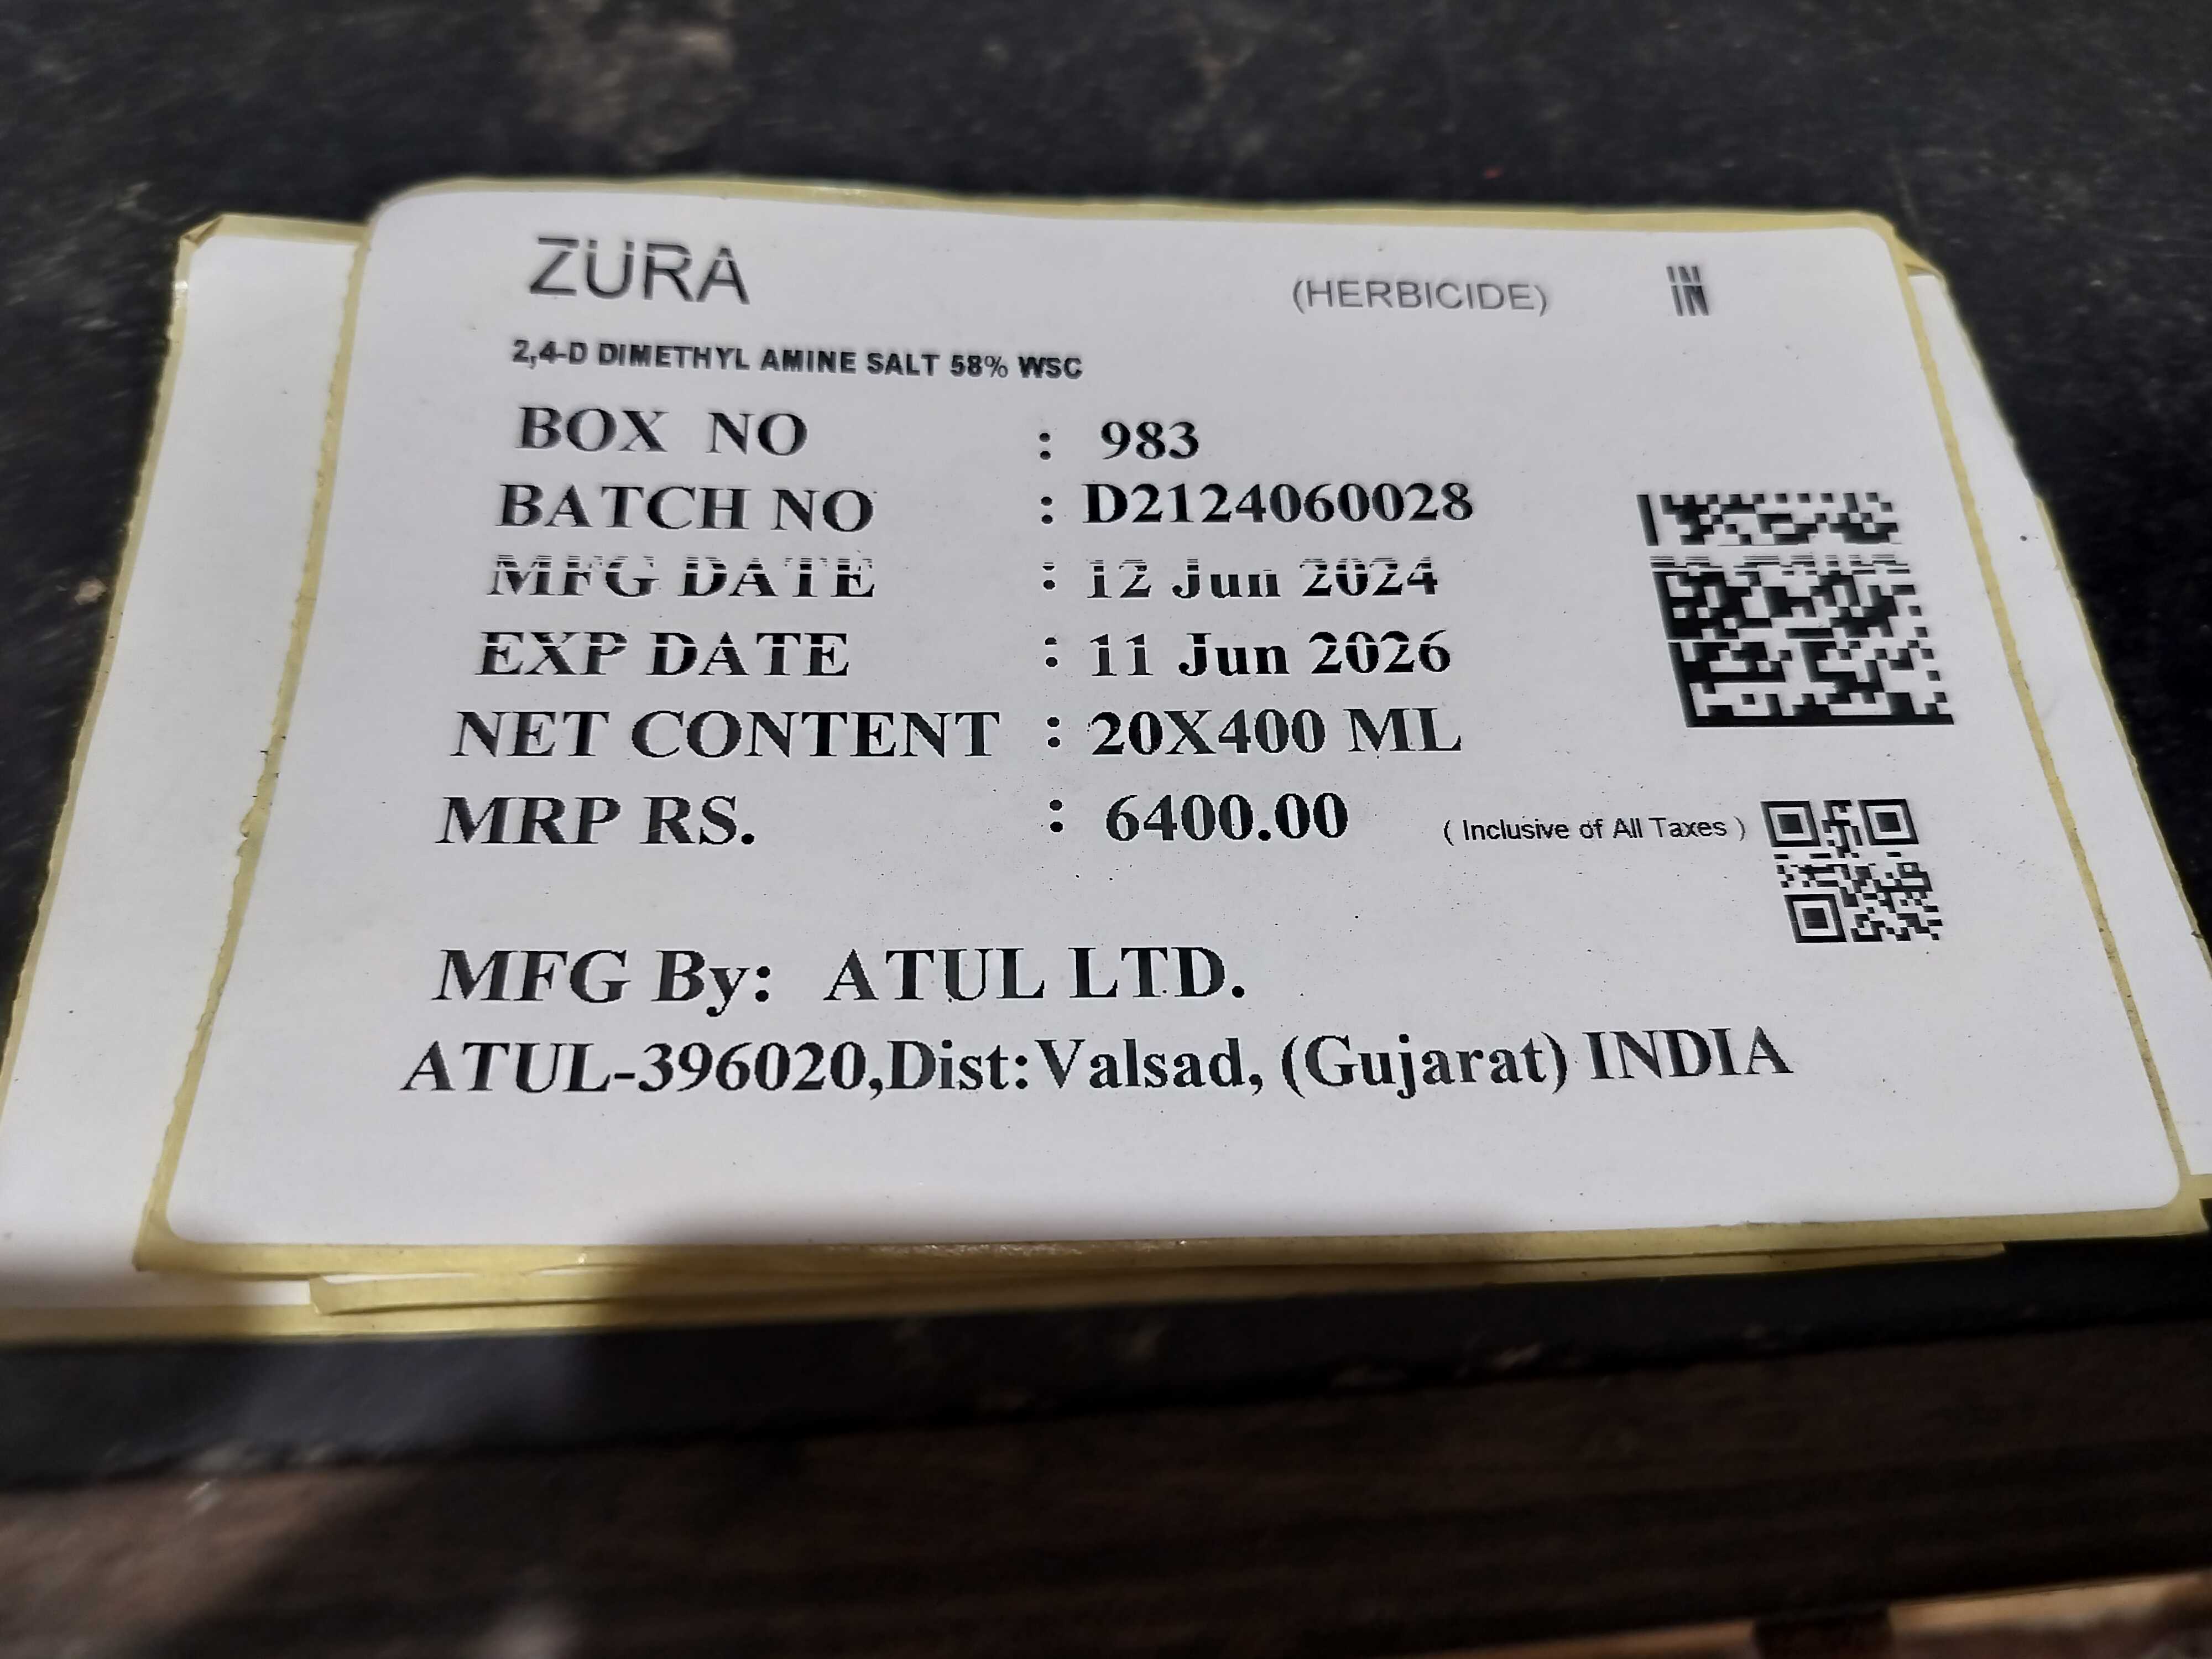 ZURA (HERBICIDE) IN
2,4-D DIMETHYL AMINE SALT 58% WSC
BOX NO : 983
BATCH NO : D2124060028
MFG DATE : 12 Jun 2024
EXP DATE : 11 Jun 2026
NET CONTENT : 20X400 ML
MRP RS. : 6400.00 ( Inclusive of All Taxes )
MFG By: ATUL LTD.
ATUL-396020,Dist:Valsad, (Gujarat) INDIA